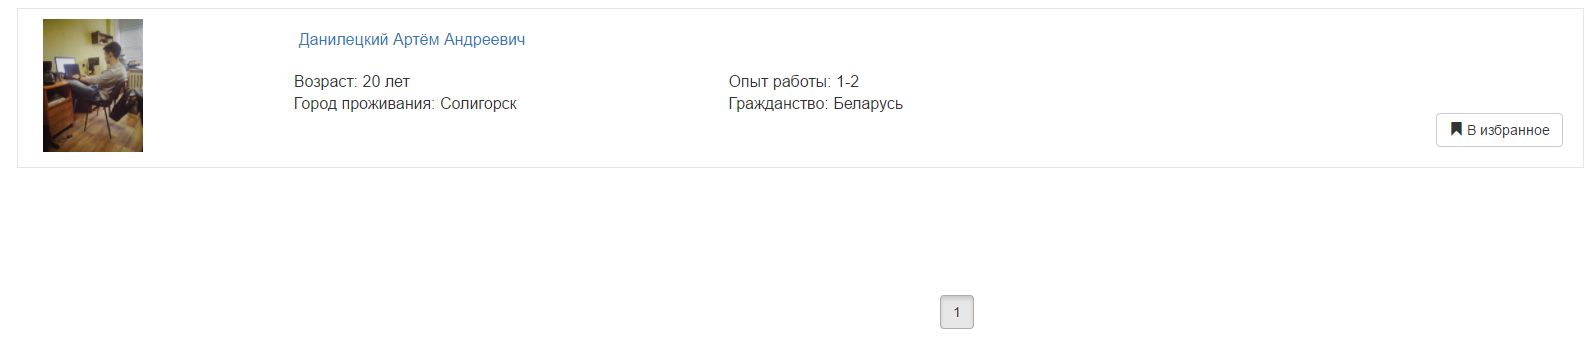 Данилецкий Артём Андреевич
Возраст: 20 лет
Опыт работы: 1-2
Город проживания: Солигорск
Гражданство: Беларусь
В избранное
1